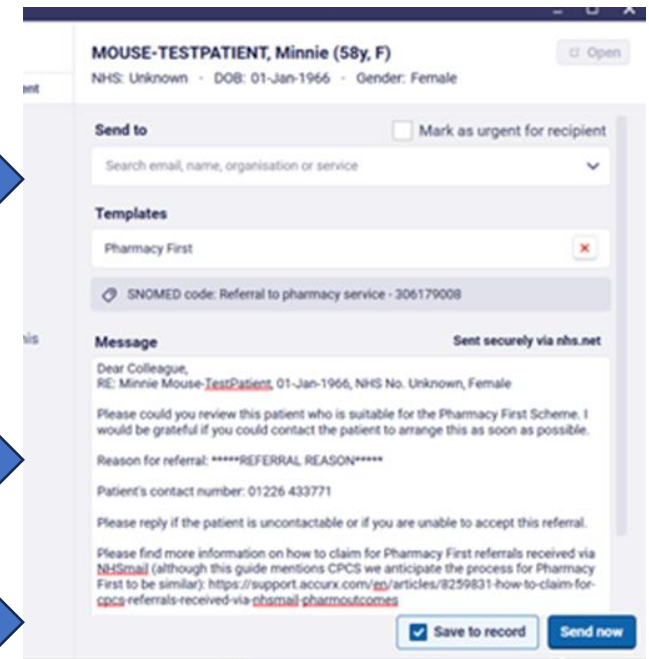 MOUSE-TESTPATIENT, Minnie (58y, F)
Open
NHS: Unknown - DOB: 01-Jan-1966 - Gender: Female
Send to
Mark as urgent for recipient
Search email, name, organisation or service
Templates
Pharmacy First
SNOMED code: Referral to pharmacy service - 306179008
Message
Sent securely via nhs.net
Dear Colleague,
RE: Minnie Mouse-TestPatient, 01-Jan-1966, NHS No. Unknown, Female
Please could you review this patient who is suitable for the Pharmacy First Scheme. I
would be grateful if you could contact the patient to arrange this as soon as possible.
Reason for referral: *****REFERRAL REASON*****
Patient's contact number: 01226 433771
Please reply if the patient is uncontactable or if you are unable to accept this referral.
Please find more information on how to claim for Pharmacy First referrals received via
NHSmail (although this guide mentions CPCS we anticipate the process for Pharmacy
First to be similar): https://support.accurx.com/en/articles/8259831-how-to-claim-for-
cpcs-referrals-received-via-nhsmail-pharmoutcomes
Save to record
Send now